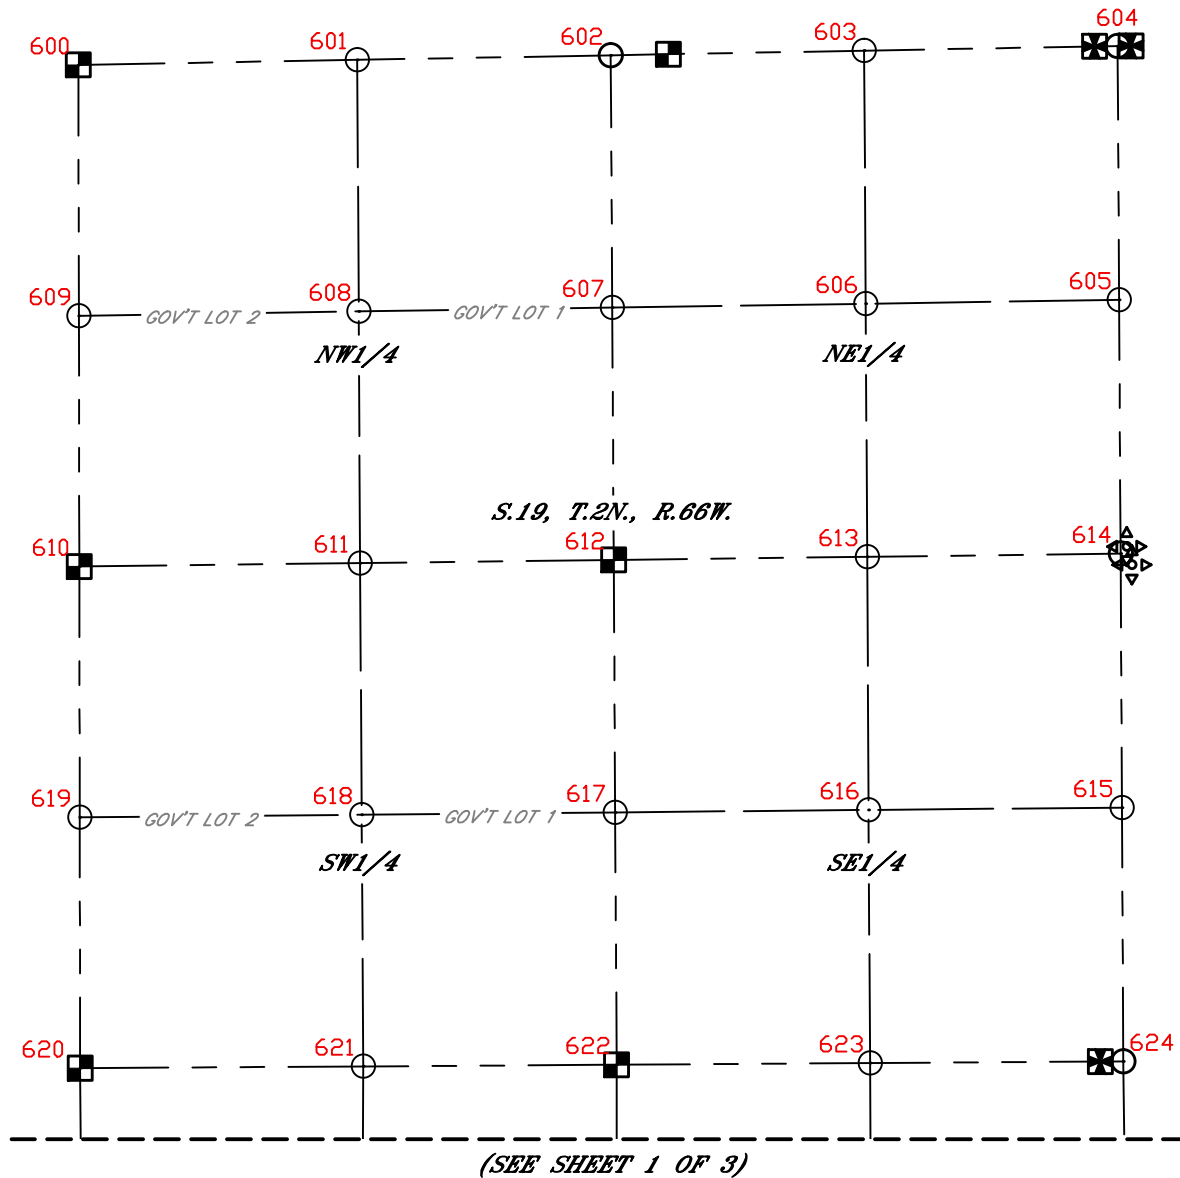 600 601 602 603 604
609 608 607 606 605
GOV'T LOT 2 GOV'T LOT 1
NW1/4 NE1/4
S.19, T.2N., R.66W.
610 611 612 613 614
619 618 617 616 615
GOV'T LOT 2 GOV'T LOT 1
SW1/4 SE1/4
620 621 622 623 624
(SEE SHEET 1 OF 3)